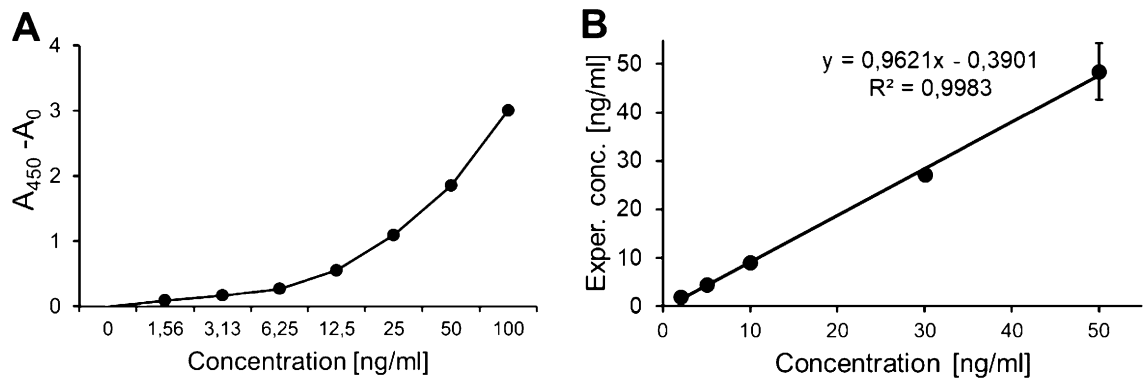 A
4
3
2
1
0
A450 -A0
0 1,56 3,13 6,25 12,5 25 50 100
Concentration [ng/ml]
B
y = 0,9621x - 0,3901
R² = 0,9983
50
40
30
20
10
0
Exper. conc. [ng/ml]
0 10 20 30 40 50
Concentration [ng/ml]